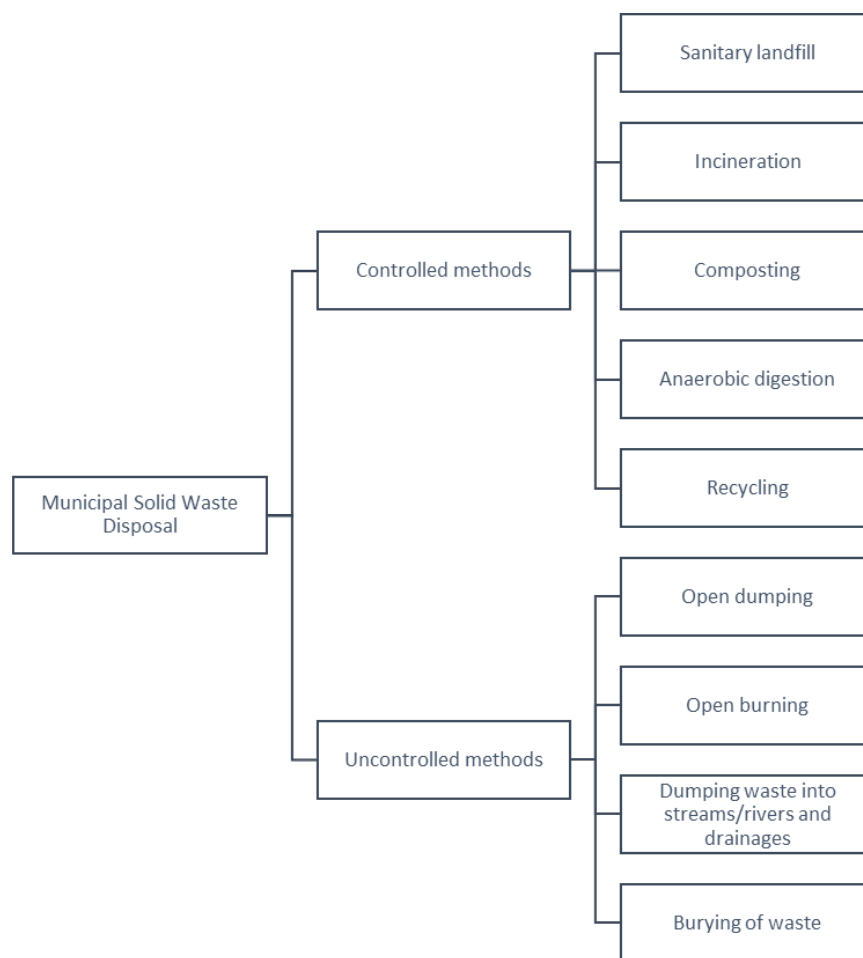 Sanitary landfill
Incineration
Controlled methods
Composting
Anaerobic digestion
Recycling
Municipal Solid Waste
Disposal
Open dumping
Open burning
Uncontrolled methods
Dumping waste into
streams/rivers and
drainages
Burying of waste